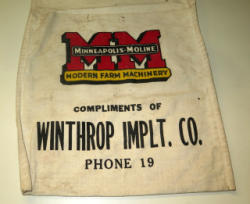 MM
MINNEAPOLIS-MOLINE
MODERN FARM MACHINERY
COMPLIMENTS OF
WINTHROP IMPLT. CO.
PHONE 19